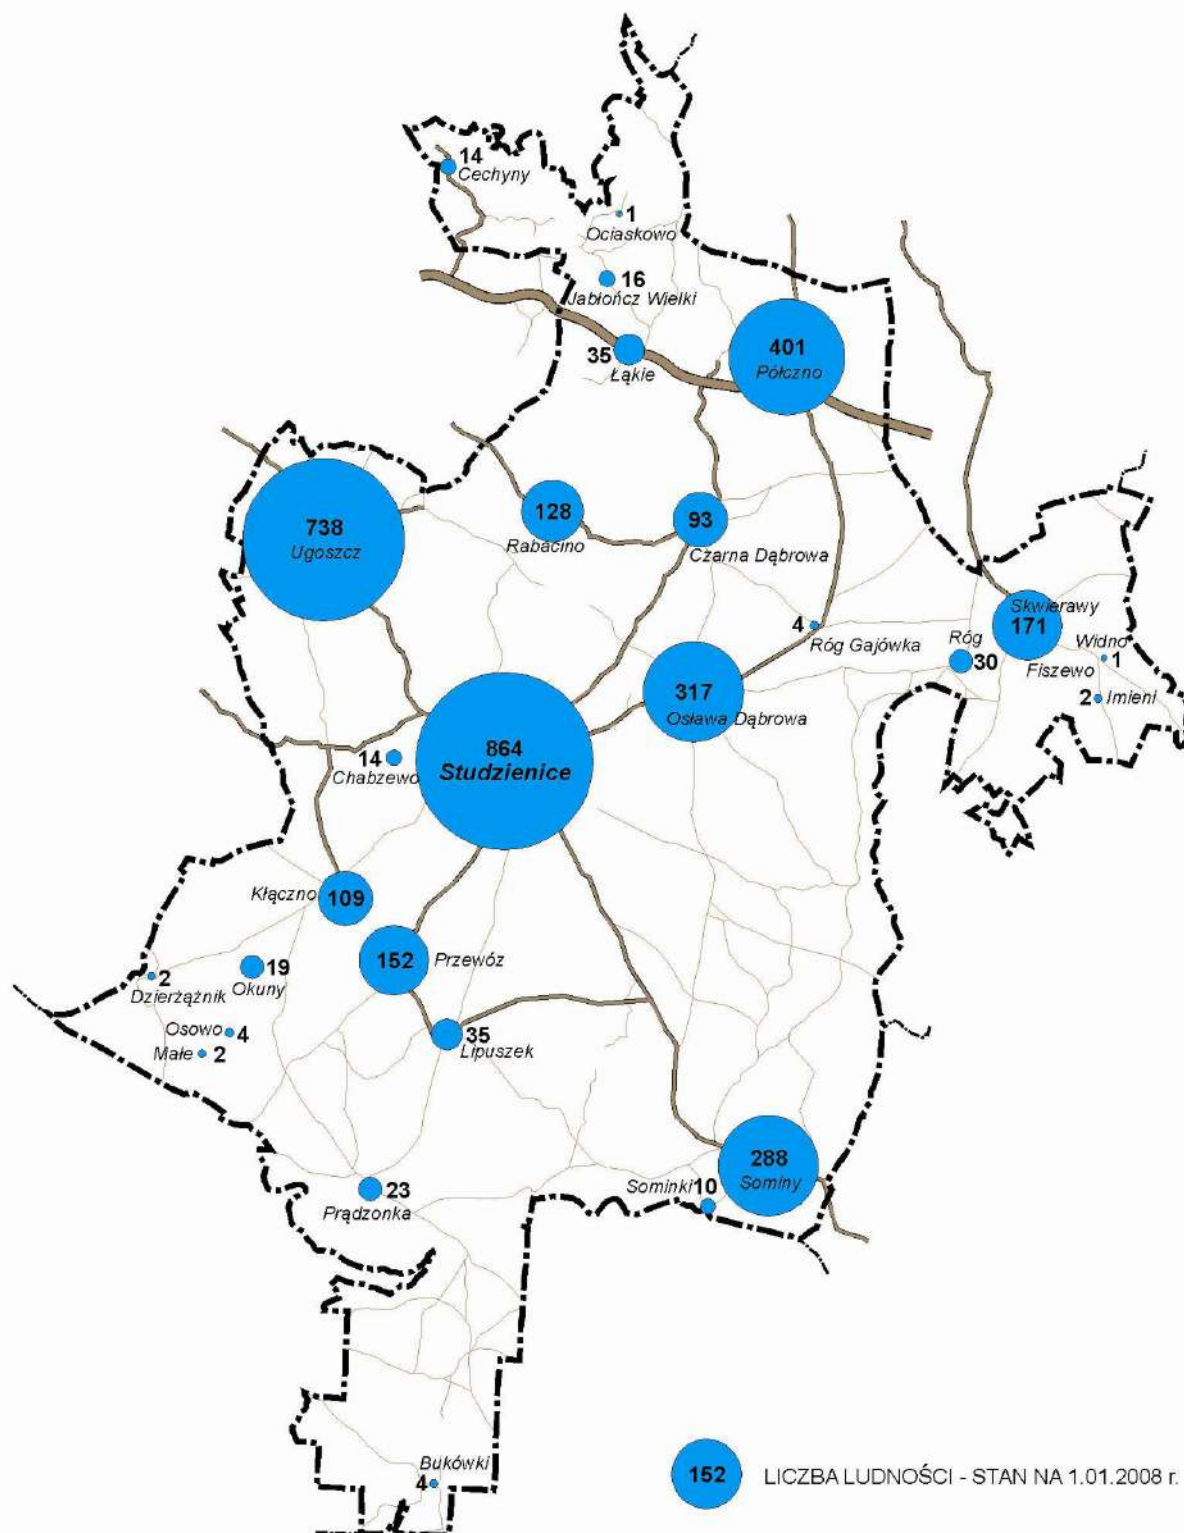 14
Cechyny
1
Ociaskowo
16
Jabłończ Wielki
35
Łąkie
401
Półczno
738
Ugoszcz
128
Rabacino
93
Czarna Dąbrowa
4
Róg Gajówka
Skwierawy
171
Fiszewo
Róg
30
Widno
1
2 Imieni
317
Osława Dąbrowa
864
Studzienice
14
Chabzewo
Kłączno
109
152
Przewóz
19
Okuny
2
Dzierżążnik
Osowo
4
Małe
2
35
Lipuszek
288
Sominy
Sominki 10
23
Prądzonka
Bukówki
4
152
LICZBA LUDNOŚCI - STAN NA 1.01.2008 r.